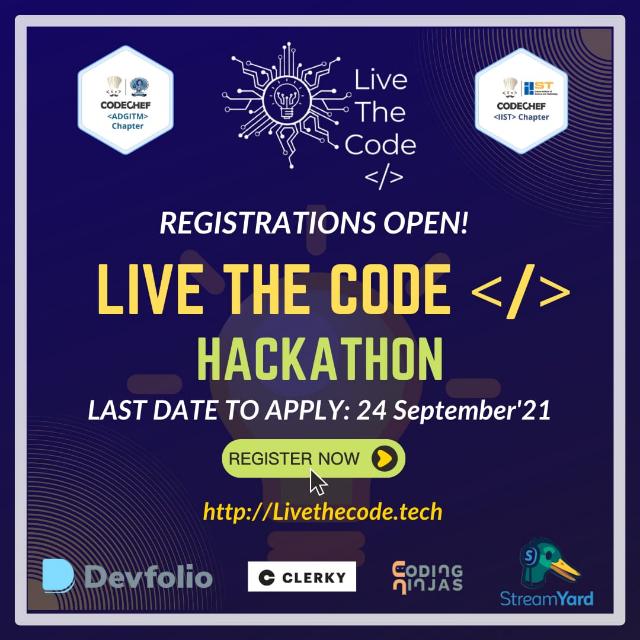 CODECHEF
<ADGITM>
Chapter
Live
The
Code
</>
ST
CODECHEF
<IIST> Chapter
REGISTRATIONS OPEN!
LIVE THE CODE </>
HACKATHON
LAST DATE TO APPLY: 24 September'21
REGISTER NOW
http://Livethecode.tech
Devfolio
C CLERKY
CODING
NINJAS
S
StreamYard